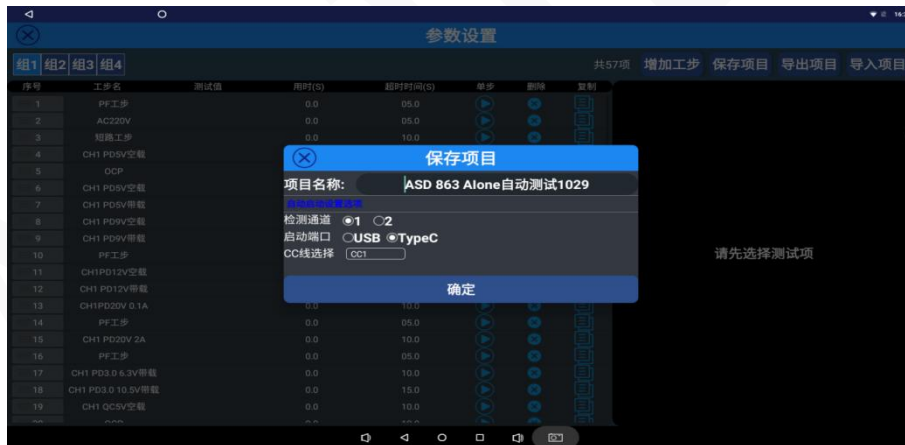 16:
参数设置
组1 组2 组3 组4 共57项 增加工步 保存项目 导出项目 导入项目
序号 工步名 测试值 用时(S) 超时时间(S) 单步 删除 复制
1 PF工步 0.0 05.0
2 AC220V 0.0 05.0
3 短路工步 0.0 10.0
4 CH1 PD5V空载
5 OCP
6 CH1 PD5V空载
7 CH1 PD5V带载
8 CH1 PD9V空载
9 CH1 PD9V带载
10 PF工步
11 CH1PD12V空载
12 CH1 PD12V带载
13 CH1PD20V 0.1A 0.0 10.0
14 PF工步 0.0 05.0
15 CH1 PD20V 2A 0.0 10.0
16 PF工步 0.0 05.0
17 CH1 PD3.0 6.3V带载 0.0 10.0
18 CH1 PD3.0 10.5V带载 0.0 15.0
19 CH1 QC5V空载 0.0 10.0
保存项目
项目名称: ASD 863 Alone自动测试1029
自动启动设置选项
检测通道 1 2
启动端口 USB TypeC
CC线选择 CC1
确定
请先选择测试项